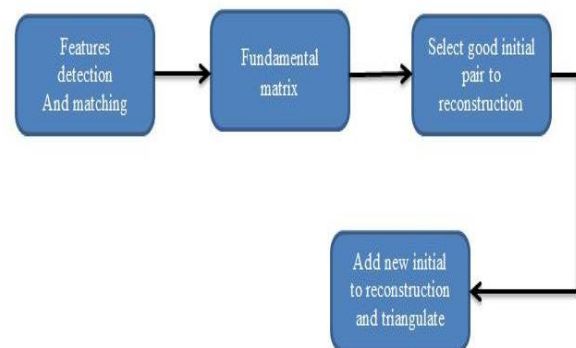 Features
detection
And matching
Fundamental
matrix
Select good initial
pair to
reconstruction
Add new initial
to reconstruction
and triangulate